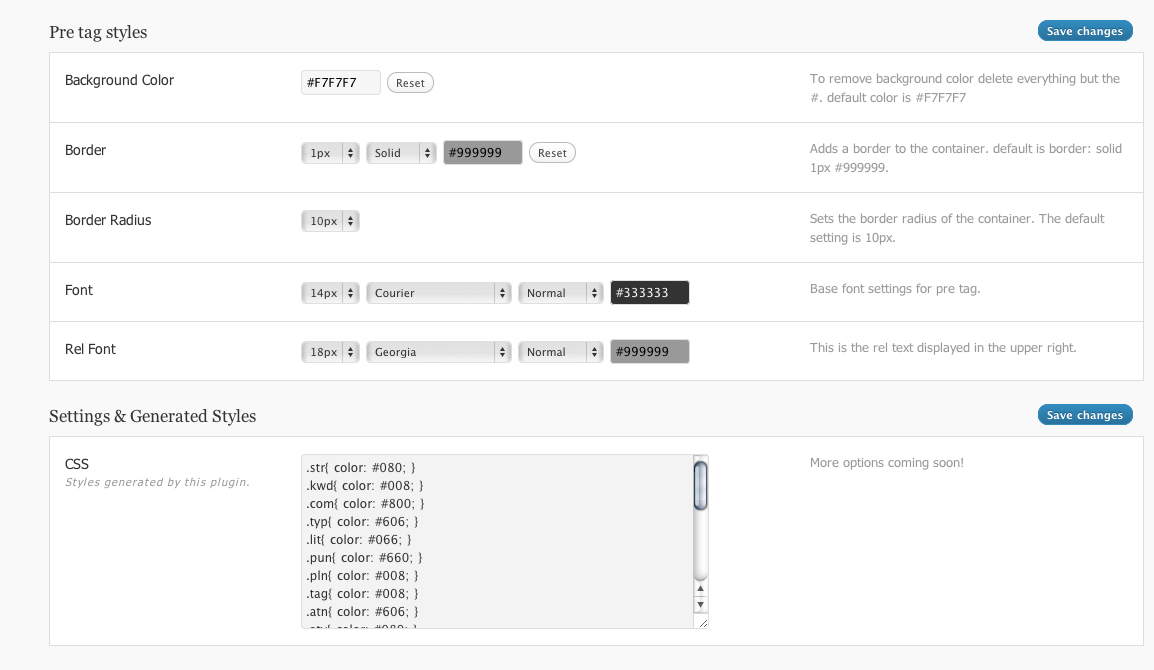 Pre tag styles
Save changes
Background Color
#F7F7F7
Reset
To remove background color delete everything but the
#. default color is #F7F7F7
Border
1px
Solid
#999999
Reset
Adds a border to the container. default is border: solid
1px #999999.
Border Radius
10px
Sets the border radius of the container. The default
setting is 10px.
Font
14px
Courier
Normal
#333333
Base font settings for pre tag.
Rel Font
18px
Georgia
Normal
#999999
This is the rel text displayed in the upper right.
Settings & Generated Styles
Save changes
CSS
Styles generated by this plugin.
.str{ color: #080; }
.kwd{ color: #008; }
.com{ color: #800; }
.typ{ color: #606; }
.lit{ color: #066; }
.pun{ color: #660; }
.pln{ color: #008; }
.tag{ color: #008; }
.atn{ color: #606; }
More options coming soon!